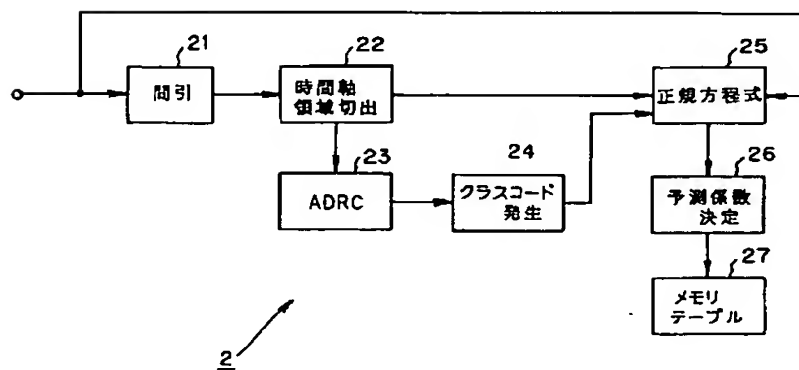 21
22
25
間引
時間軸
領域切出
正規方程式
23
24
26
ADRC
クラスコード
発生
予測係数
決定
27
メモリ
テーブル
2